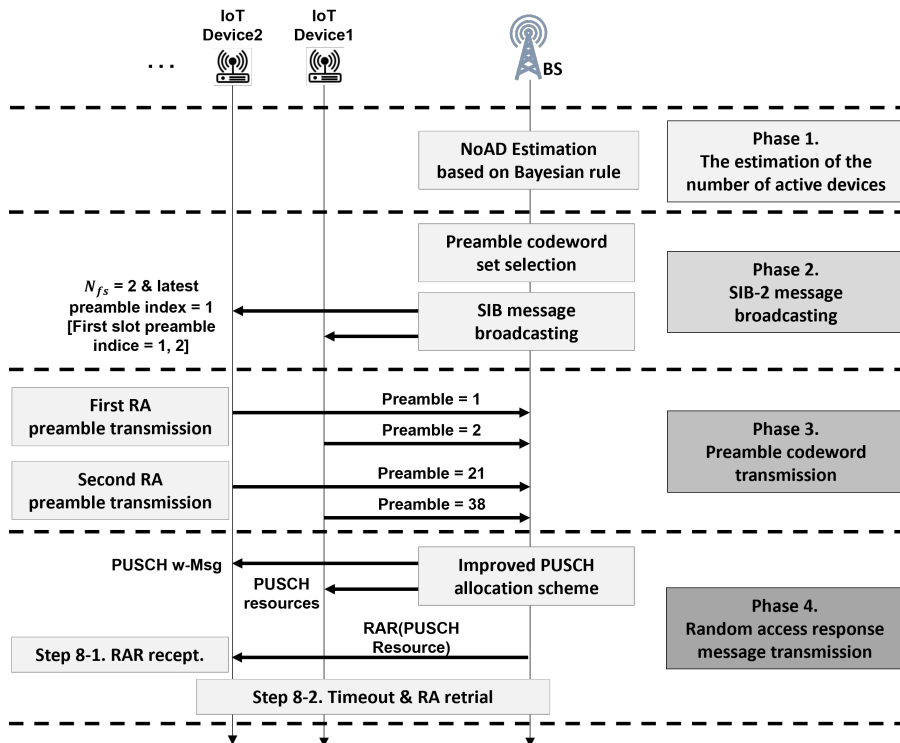 IoT
Device2
IoT
Device1
...
BS
NoAD Estimation
based on Bayesian rule
Phase 1.
The estimation of the
number of active devices
Preamble codeword
set selection
N_fs = 2 & latest
preamble index = 1
[First slot preamble
indice = 1, 2]
SIB message
broadcasting
Phase 2.
SIB-2 message
broadcasting
First RA
preamble transmission
Preamble = 1
Preamble = 2
Second RA
preamble transmission
Preamble = 21
Preamble = 38
Phase 3.
Preamble codeword
transmission
PUSCH w-Msg
PUSCH
resources
Improved PUSCH
allocation scheme
RAR(PUSCH
Resource)
Step 8-1. RAR recept.
Step 8-2. Timeout & RA retrial
Phase 4.
Random access response
message transmission